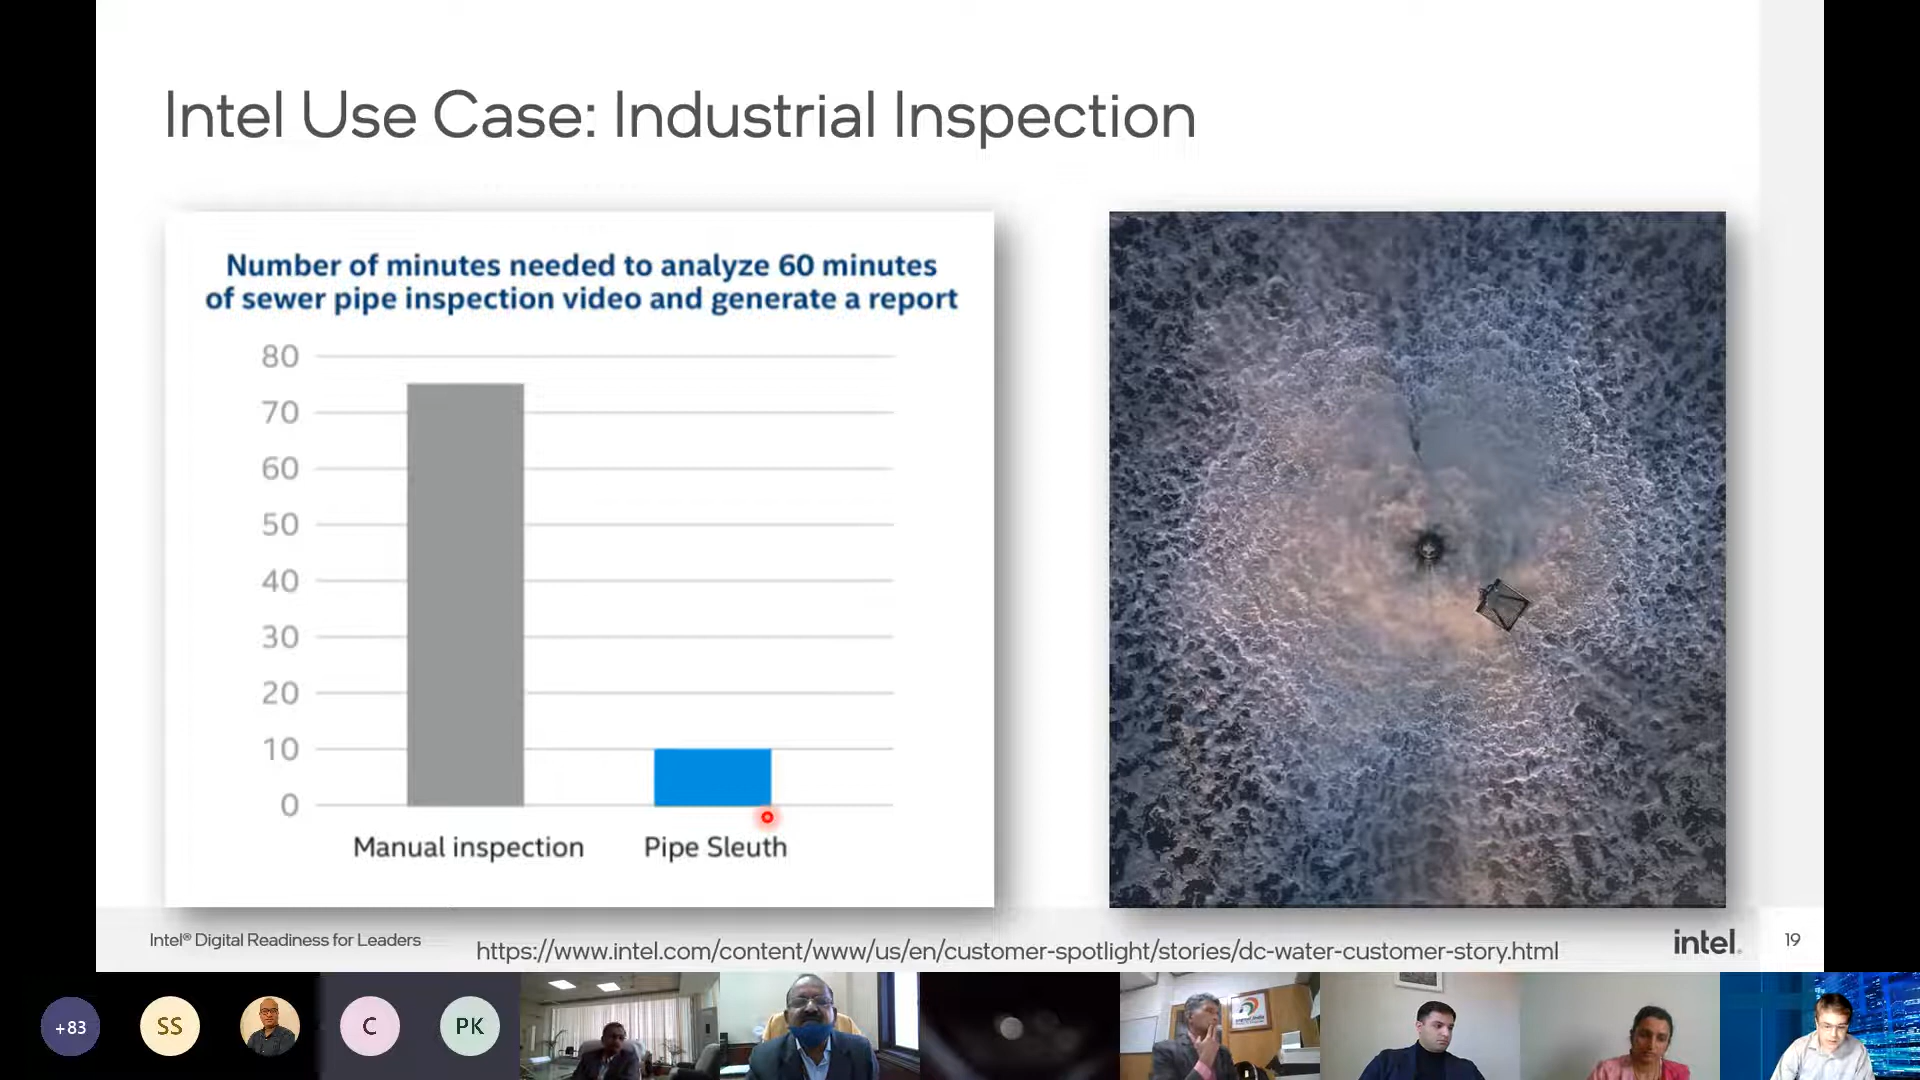 Intel Use Case: Industrial Inspection
Number of minutes needed to analyze 60 minutes
of sewer pipe inspection video and generate a report
80
70
60
50
40
30
20
10
0
Manual inspection
Pipe Sleuth
Intel® Digital Readiness for Leaders
https://www.intel.com/content/www/us/en/customer-spotlight/stories/dc-water-customer-story.html
intel.
19
+83
SS
C
PK